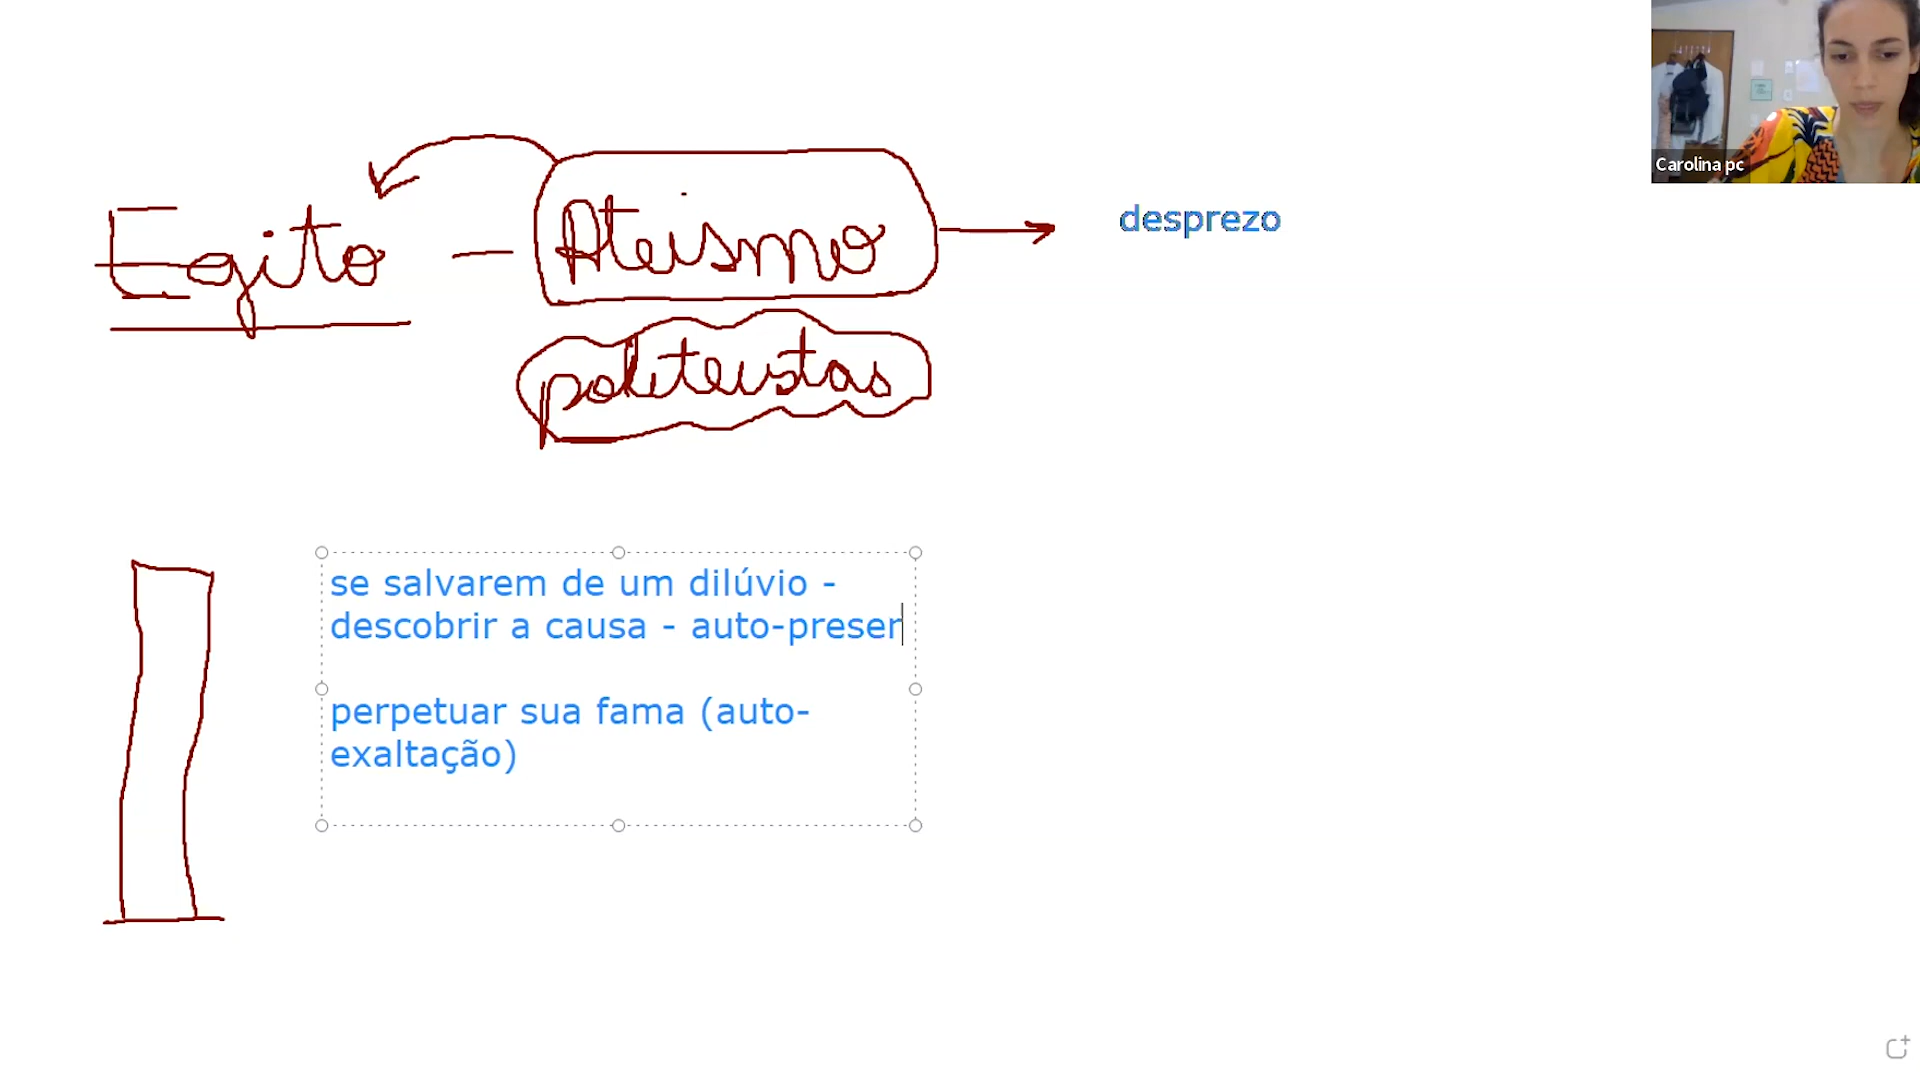 Carolina pc
Egito - Ateismo
desprezo
politeistas
se salvarem de um dilúvio -
descobrir a causa - auto-preser
perpetuar sua fama (auto-
exaltação)